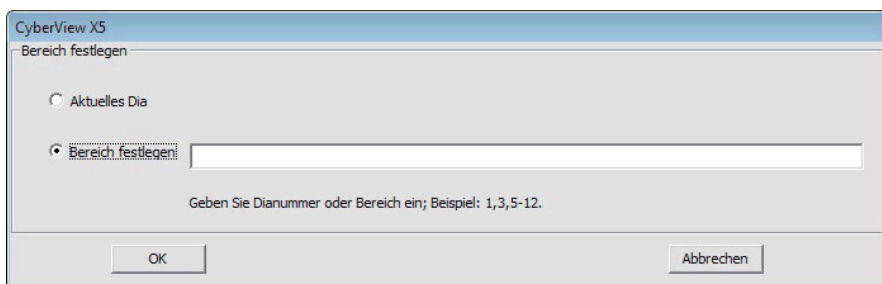 CyberView X5
Bereich festlegen
Aktuelles Dia
Bereich festlegen
Geben Sie Dianummer oder Bereich ein; Beispiel: 1,3,5-12.
OK Abbrechen